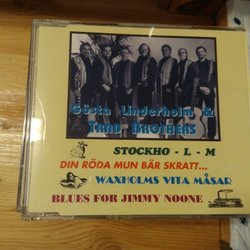 Gösta Linderholm &
TRAD. BROTHERS
STOCKHO - L - M
DIN RÖDA MUN BÄR SKRATT...
WAXHOLMS VITA MÅSAR
BLUES FOR JIMMY NOONE